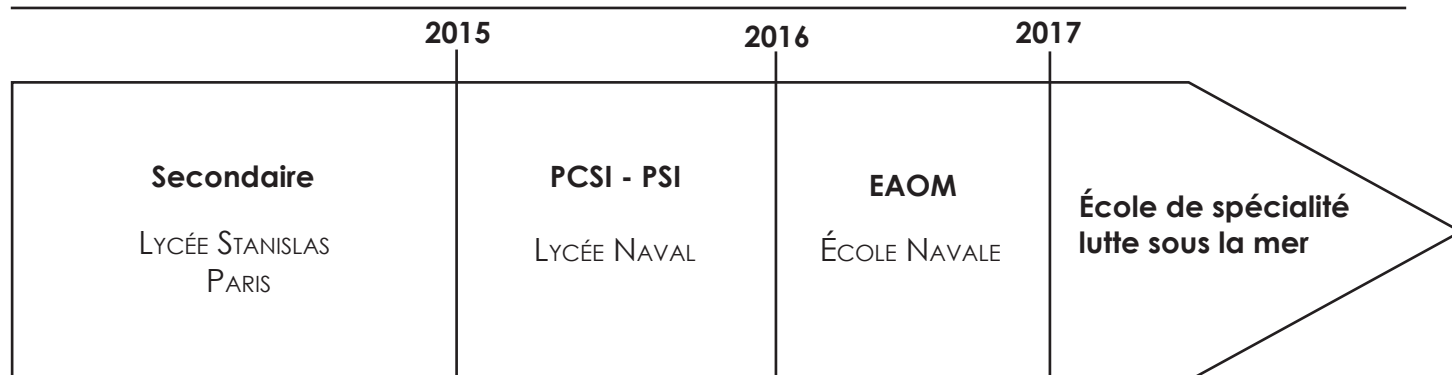 2015
2016
2017
Secondaire
Lycée Stanislas
Paris
PCSI - PSI
Lycée Naval
EAOM
École Navale
École de spécialité
lutte sous la mer